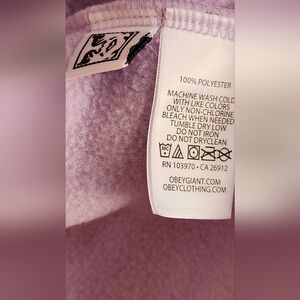 100% POLYESTER
MACHINE WASH COLD
WITH LIKE COLORS
ONLY NON-CHLORINE
BLEACH WHEN NEEDED
TUMBLE DRY LOW
DO NOT IRON
DO NOT DRYCLEAN
RN 103970 • CA 26912
OBEYGIANT.COM
OBEYCLOTHING.COM